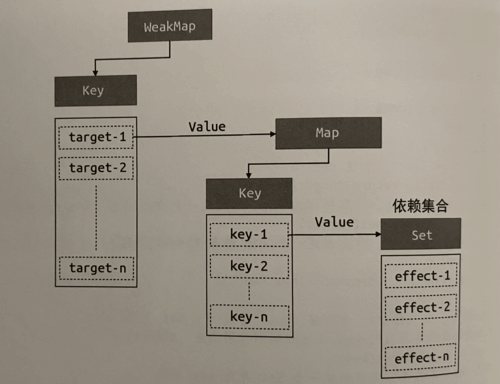 WeakMap
Key
target-1
target-2
target-n
Value
Map
Key
key-1
key-2
key-n
Value
依赖集合
Set
effect-1
effect-2
effect-n